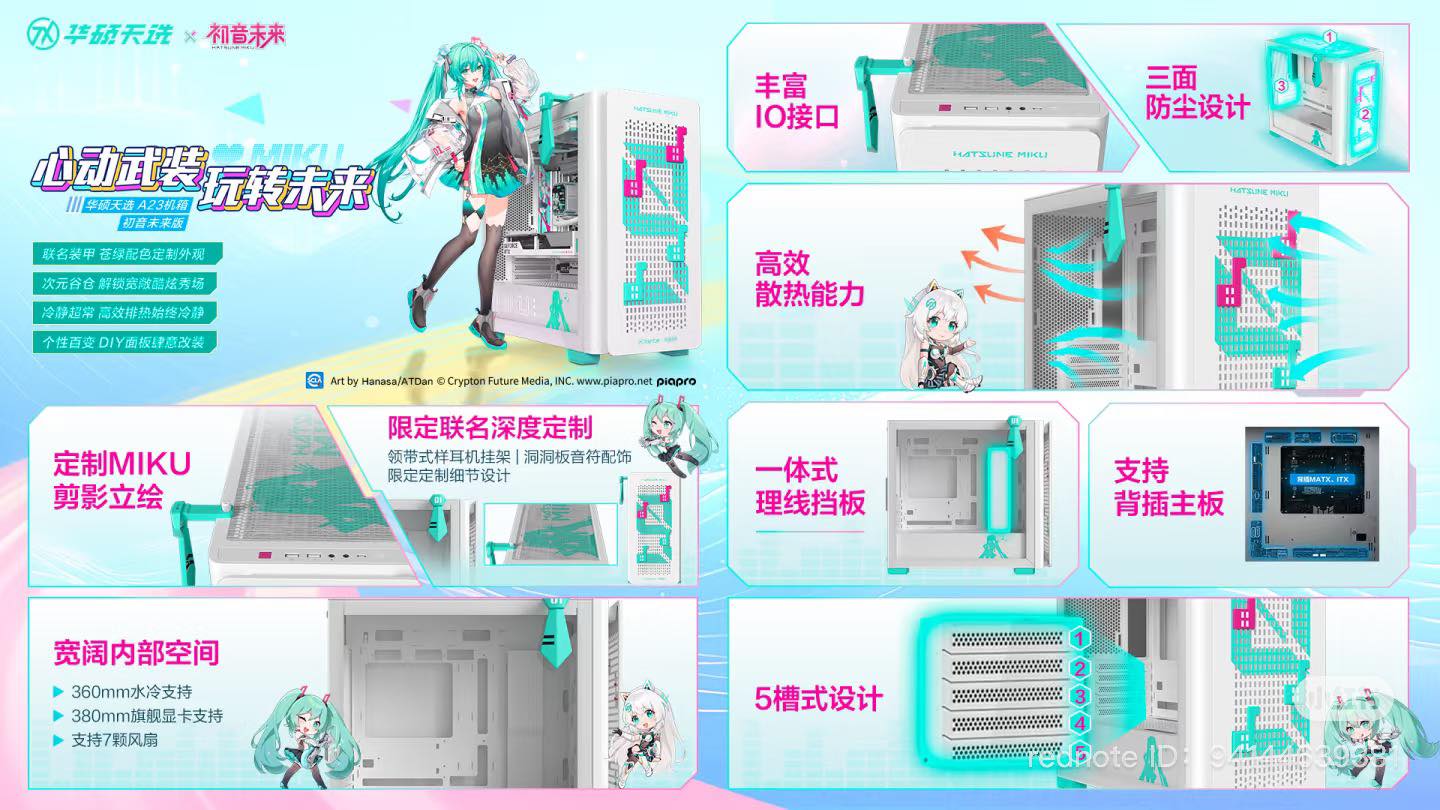 华硕天选 × 初音未来
HATSUNE MIKU
MIKU
心动武装
玩转未来
华硕天选 A23机箱
初音未来版
联名装甲 苍绿配色定制外观
次元谷仓 解锁宽敞酷炫秀场
冷静超常 高效排热始终冷静
个性百变 DIY面板肆意改装
HATSUNE MIKU
01
Art by Hanasa/ATDan © Crypton Future Media, INC. www.piapro.net piapro
丰富
IO接口
HATSUNE MIKU
三面
防尘设计
1
3
2
高效
散热能力
HATSUNE MIKU
定制MIKU
剪影立绘
限定联名深度定制
领带式样耳机挂架 | 洞洞板音符配饰
限定定制细节设计
01
一体式
理线挡板
01
支持
背插主板
背插MATX、ITX
宽阔内部空间
360mm水冷支持
380mm旗舰显卡支持
支持7颗风扇
01
5槽式设计
1
2
3
4
5